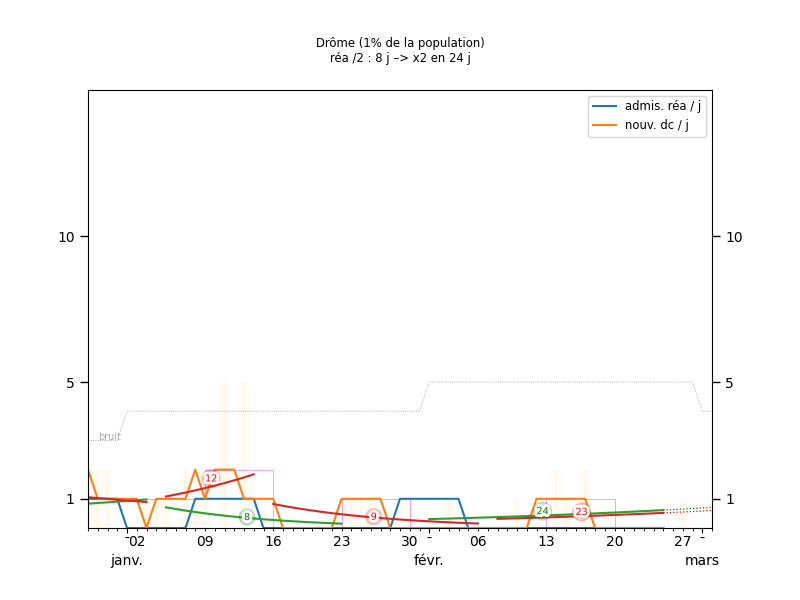 Drôme (1% de la population)
réa /2 : 8 j –> x2 en 24 j
admis. réa / j
nouv. dc / j
10 10
5 5
bruit
12
1 1
8 9 24 23
02 09 16 23 30 06 13 20 27
janv. févr. mars